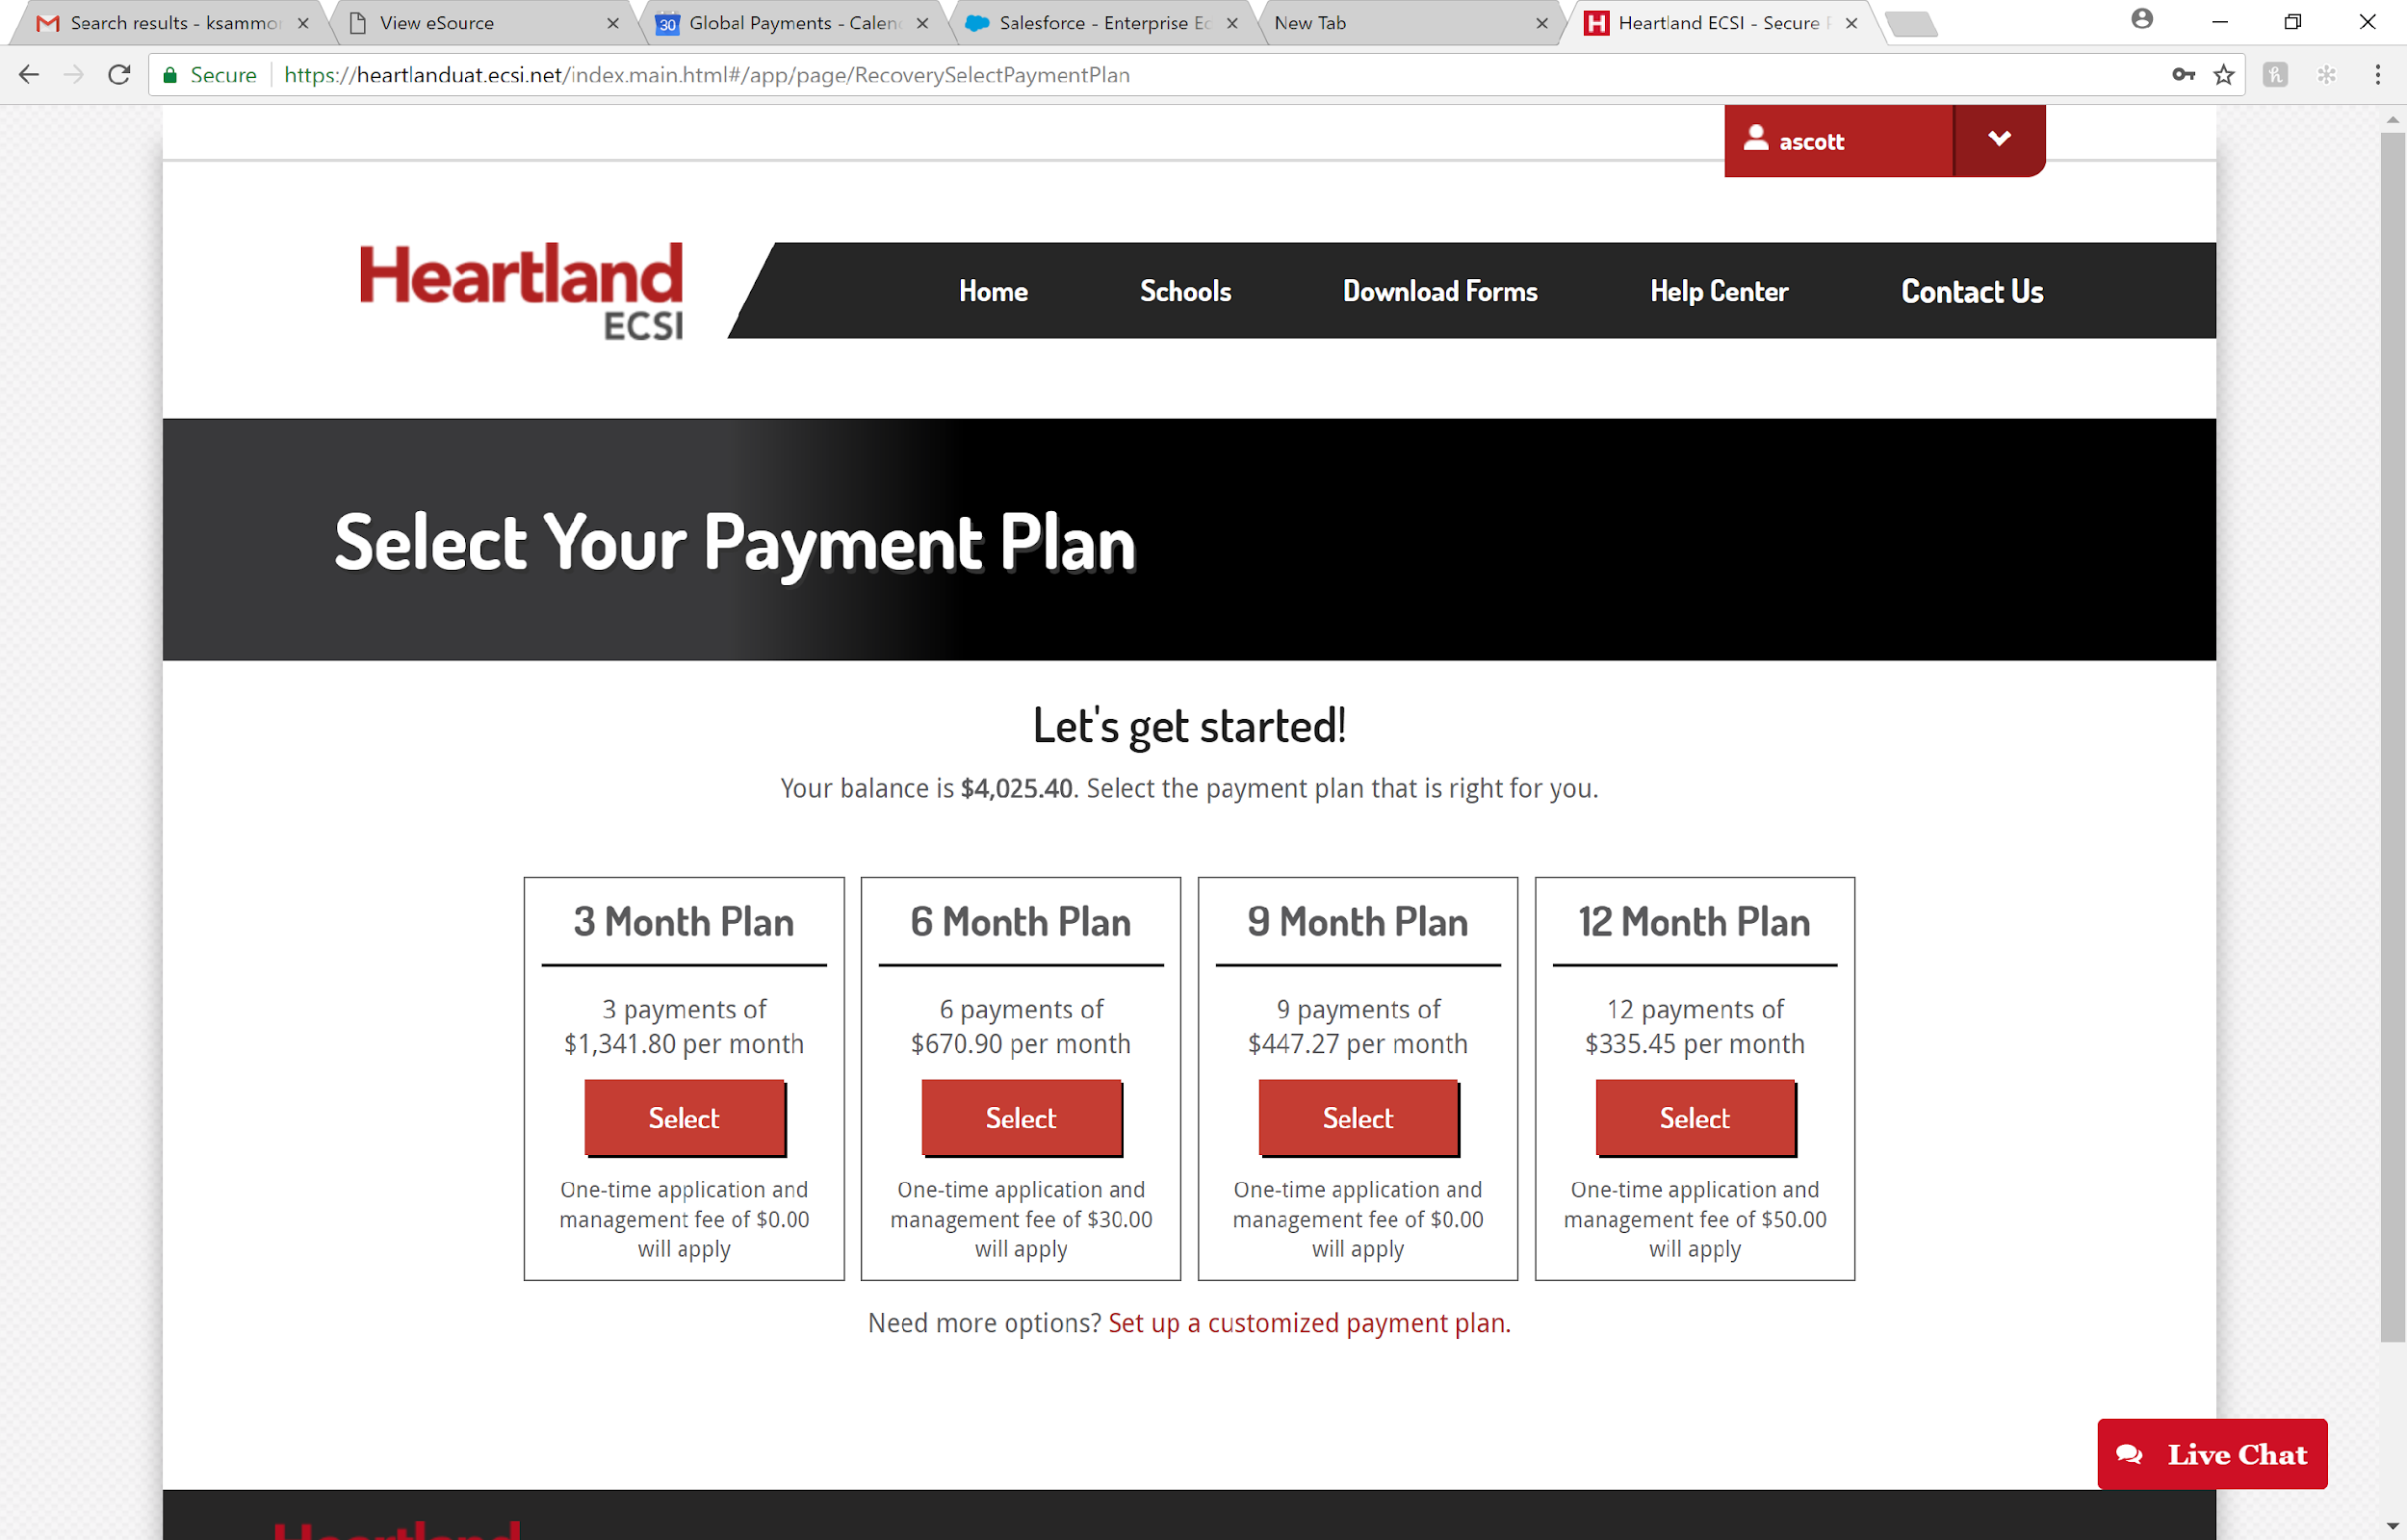 Search results - ksammo
View eSource
30
Global Payments - Calen
Salesforce - Enterprise Ed
New Tab
H
Heartland ECSI - Secure
Secure
https://heartlanduat.ecsi.net/index.main.html#/app/page/RecoverySelectPaymentPlan
h
ascott
Heartland
ECSI
Home
Schools
Download Forms
Help Center
Contact Us
Select Your Payment Plan
Let's get started!
Your balance is $4,025.40. Select the payment plan that is right for you.
3 Month Plan
3 payments of
$1,341.80 per month
Select
One-time application and
management fee of $0.00
will apply
6 Month Plan
6 payments of
$670.90 per month
Select
One-time application and
management fee of $30.00
will apply
9 Month Plan
9 payments of
$447.27 per month
Select
One-time application and
management fee of $0.00
will apply
12 Month Plan
12 payments of
$335.45 per month
Select
One-time application and
management fee of $50.00
will apply
Need more options? Set up a customized payment plan.
Live Chat
Heartland